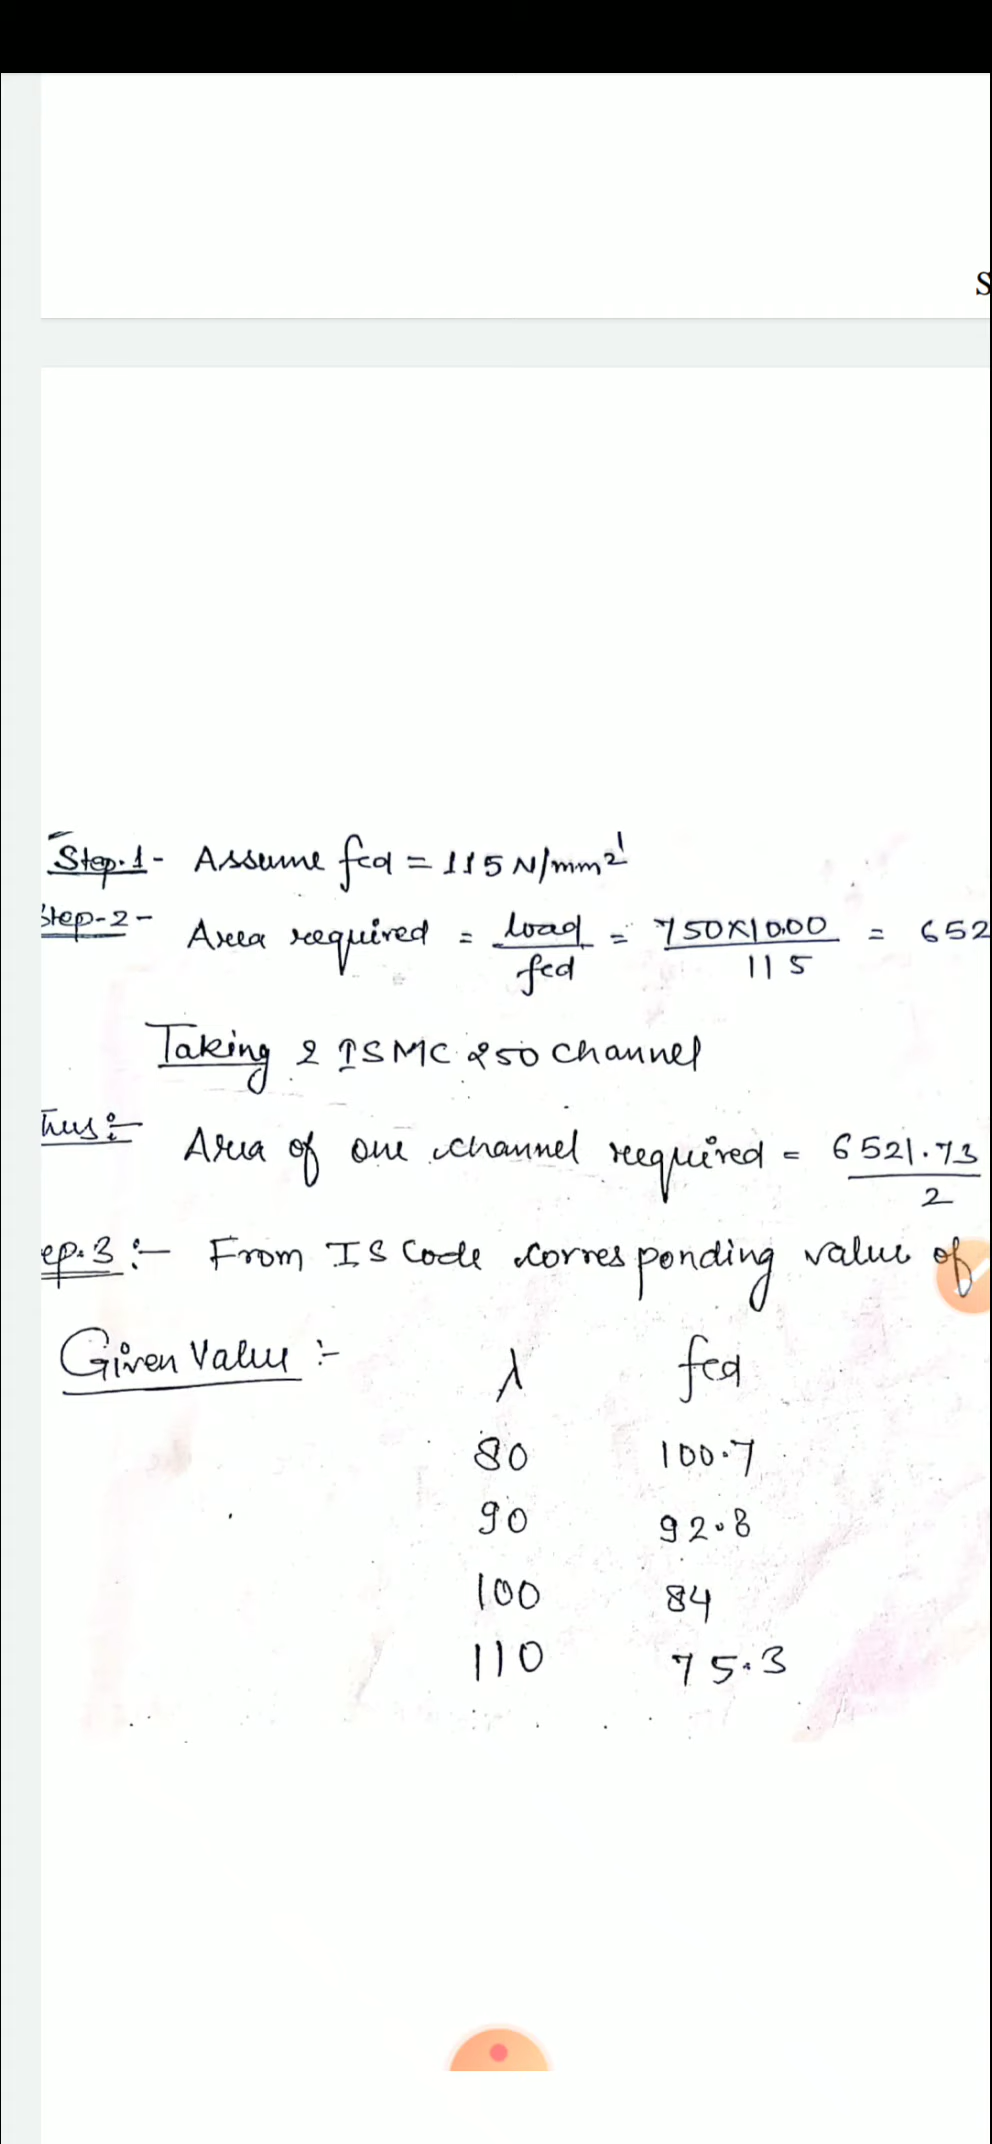 S
Step.1- Assume fcd = 115 N/mm²
Step-2- Area required = load/fcd = 750×1000/115 = 652
Taking 2 ISMC 250 channel
Thus:- Area of one channel required = 6521.73/2
ep.3:- From IS Code corresponding value of
Given Value :- λ fcd
80 100.7
90 92.8
100 84
110 75.3